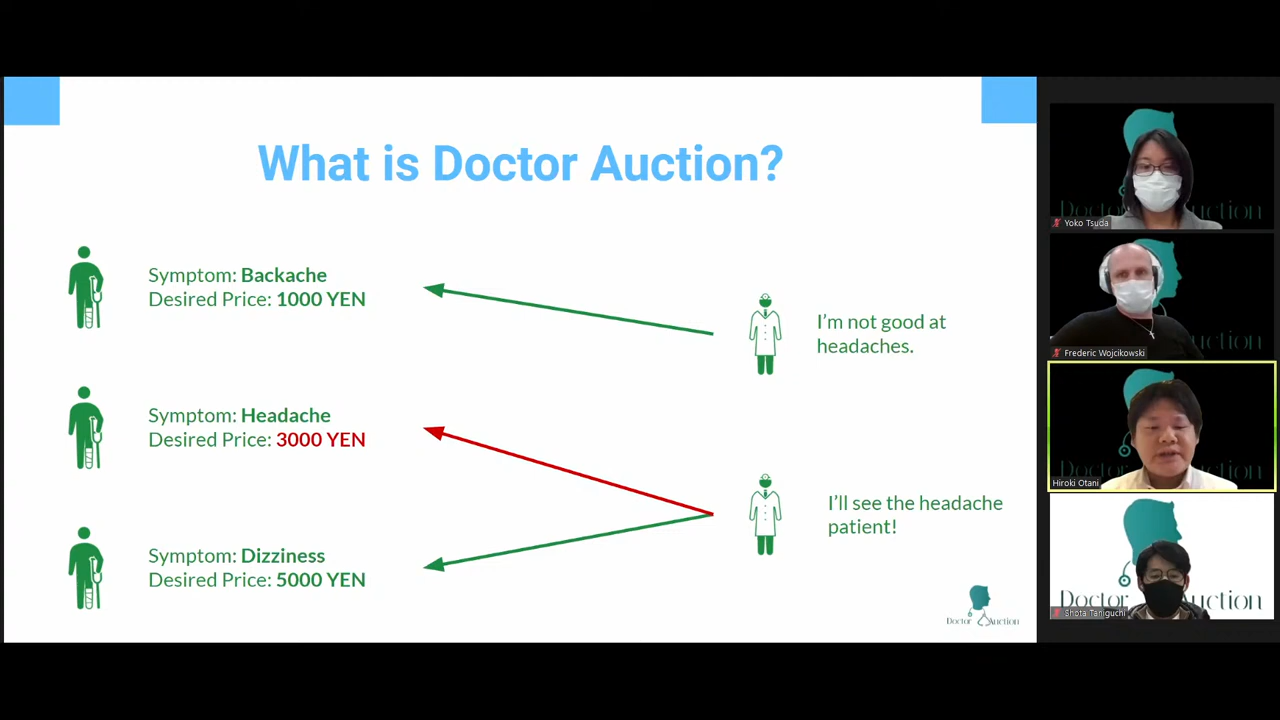 What is Doctor Auction?
Symptom: Backache
Desired Price: 1000 YEN
I'm not good at
headaches.
Symptom: Headache
Desired Price: 3000 YEN
I'll see the headache
patient!
Symptom: Dizziness
Desired Price: 5000 YEN
Doctor Auction
Yoko Tsuda
Frederic Wojcikowski
Hiroki Otani
Doctor Auction
Shota Taniguchi